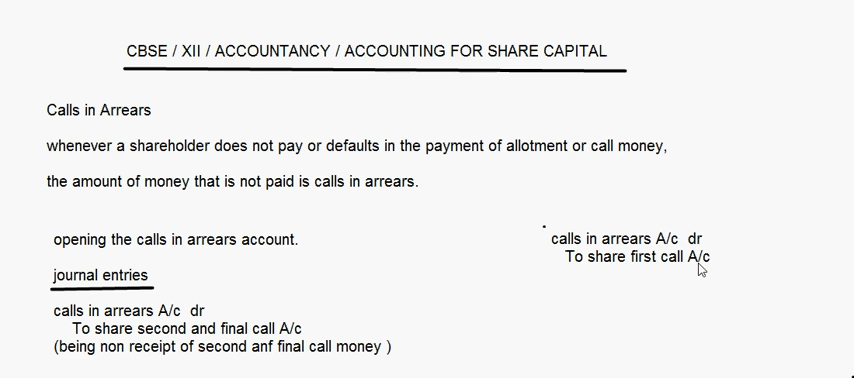 CBSE / XII / ACCOUNTANCY / ACCOUNTING FOR SHARE CAPITAL
Calls in Arrears
whenever a shareholder does not pay or defaults in the payment of allotment or call money,
the amount of money that is not paid is calls in arrears.
opening the calls in arrears account.
journal entries
calls in arrears A/c dr
To share second and final call A/c
(being non receipt of second anf final call money )
calls in arrears A/c dr
To share first call A/c